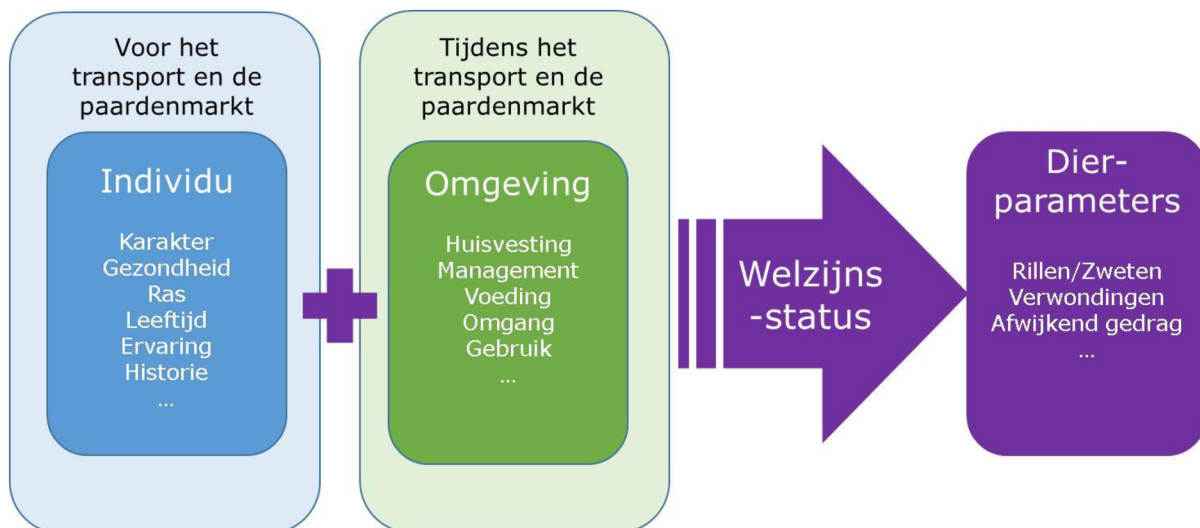 Voor het
transport en de
paardenmarkt
Individu
Karakter
Gezondheid
Ras
Leeftijd
Ervaring
Historie
…
Tijdens het
transport en de
paardenmarkt
Omgeving
Huisvesting
Management
Voeding
Omgang
Gebruik
…
Welzijns
-status
Dier-
parameters
Rillen/Zweten
Verwondingen
Afwijkend gedrag
…